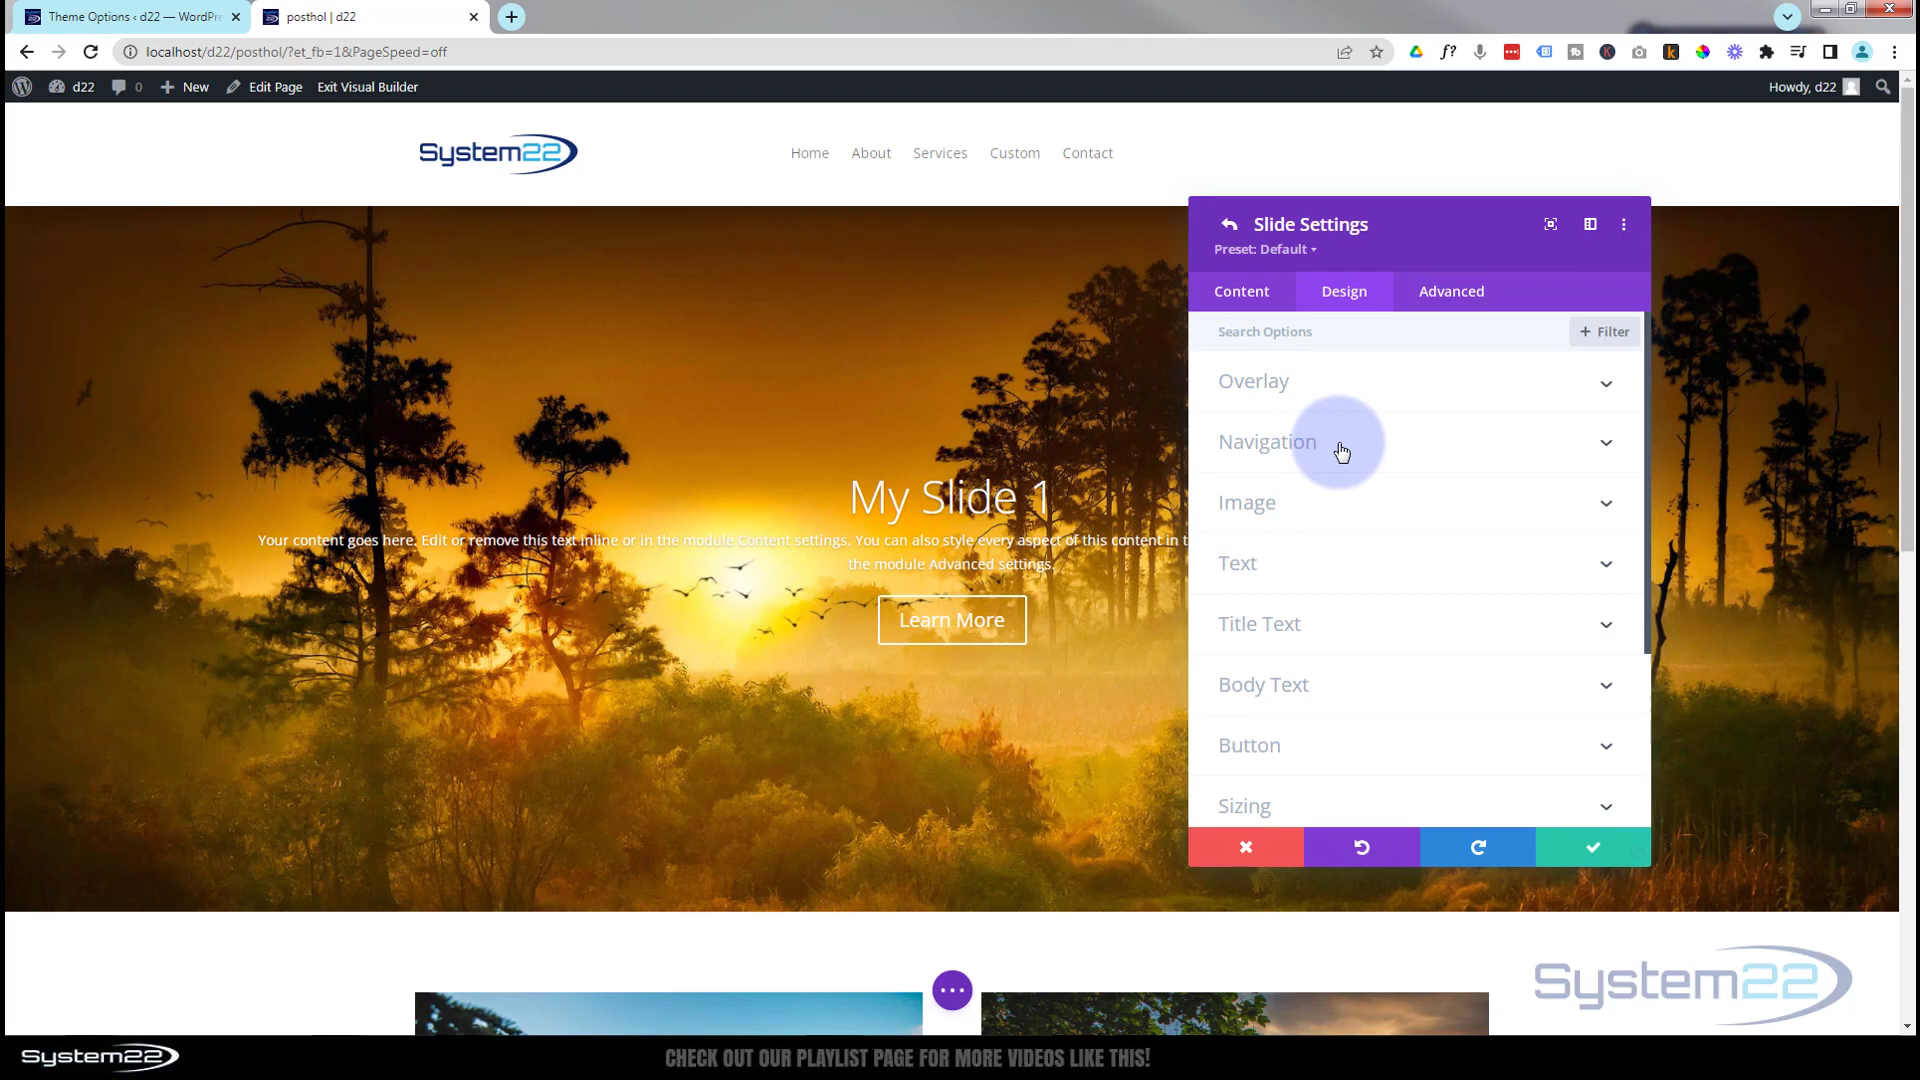 Theme Options ‹ d22 — WordPre
posthol | d22
localhost/d22/posthol/?et_fb=1&PageSpeed=off
d22
0
New
Edit Page
Exit Visual Builder
Howdy, d22
System22
Home
About
Services
Custom
Contact
Slide Settings
Preset: Default
Content
Design
Advanced
Search Options
+ Filter
Overlay
Navigation
Image
Text
Title Text
Body Text
Button
Sizing
My Slide 1
Your content goes here. Edit or remove this text inline or in the module Content settings. You can also style every aspect of this content in t
the module Advanced settings.
Learn More
System22
System22
CHECK OUT OUR PLAYLIST PAGE FOR MORE VIDEOS LIKE THIS!